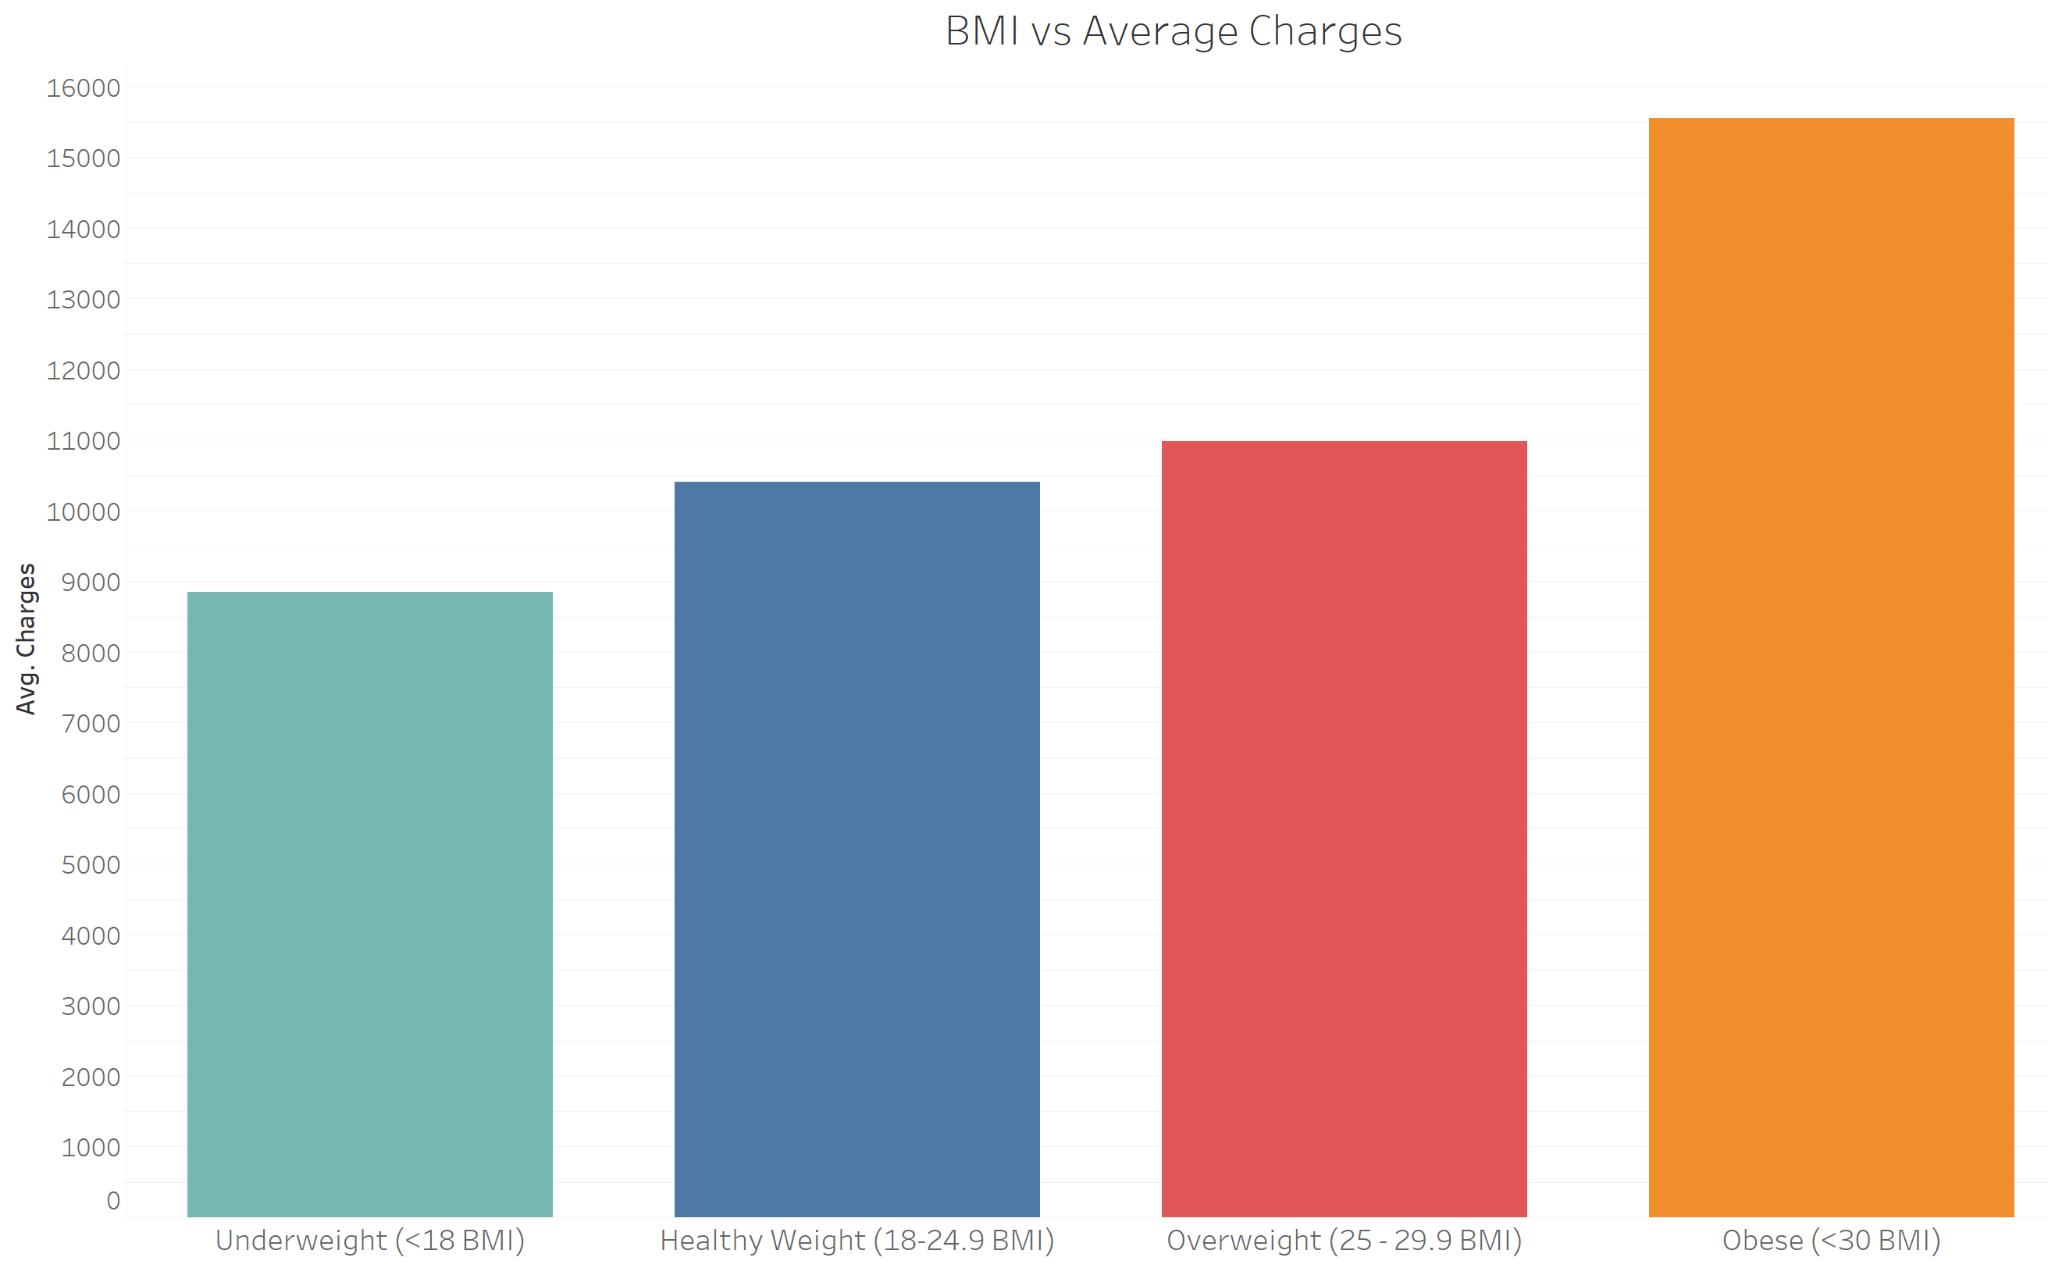 BMI vs Average Charges
16000
15000
14000
13000
12000
11000
10000
9000
8000
7000
6000
5000
4000
3000
2000
1000
0
Avg. Charges
Underweight (<18 BMI)
Healthy Weight (18-24.9 BMI)
Overweight (25 - 29.9 BMI)
Obese (<30 BMI)